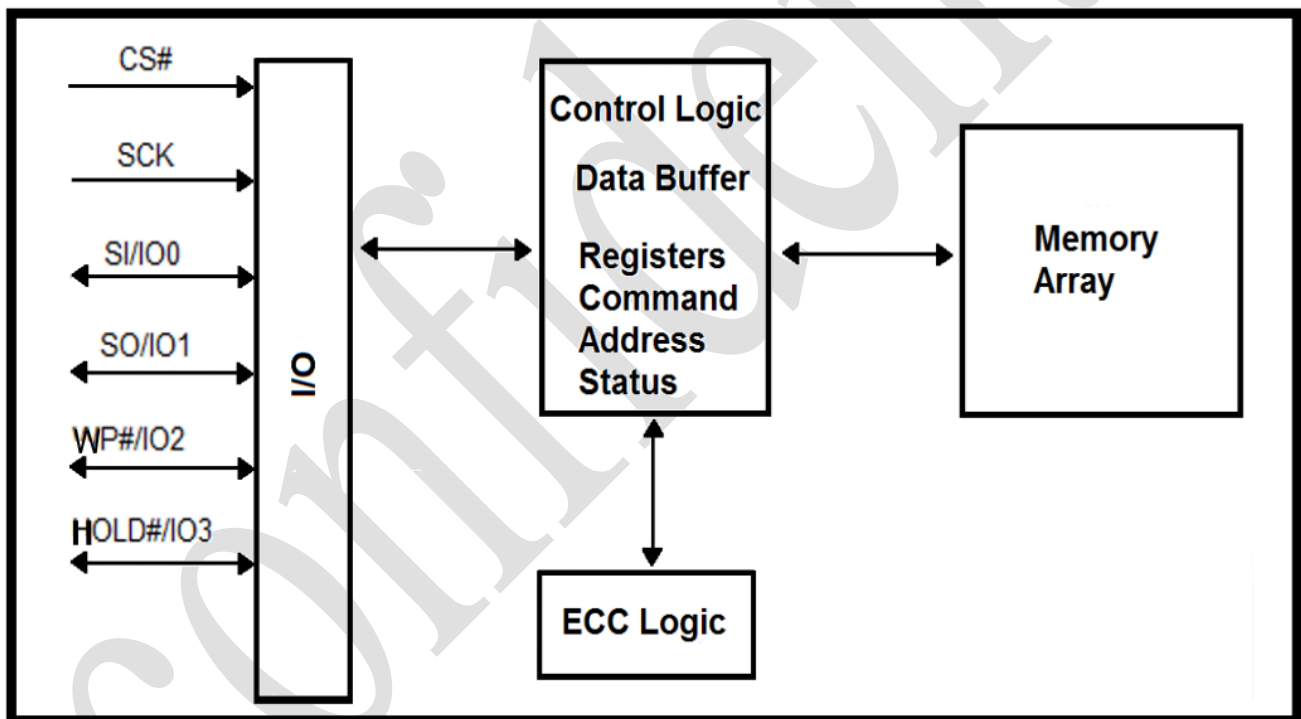 CS#
SCK
SI/IO0
SO/IO1
WP#/IO2
HOLD#/IO3
I/O
Control Logic
Data Buffer
Registers
Command
Address
Status
ECC Logic
Memory
Array